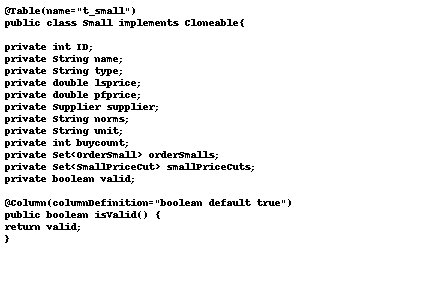 @Table(name="t_small")
public class Small implements Cloneable{
private int ID;
private String name;
private String type;
private double lsprice;
private double pfprice;
private Supplier supplier;
private String norms;
private String unit;
private int buycount;
private Set<OrderSmall> orderSmalls;
private Set<SmallPriceCut> smallPriceCuts;
private boolean valid;
@Column(columnDefinition="boolean default true")
public boolean isValid() {
return valid;
}